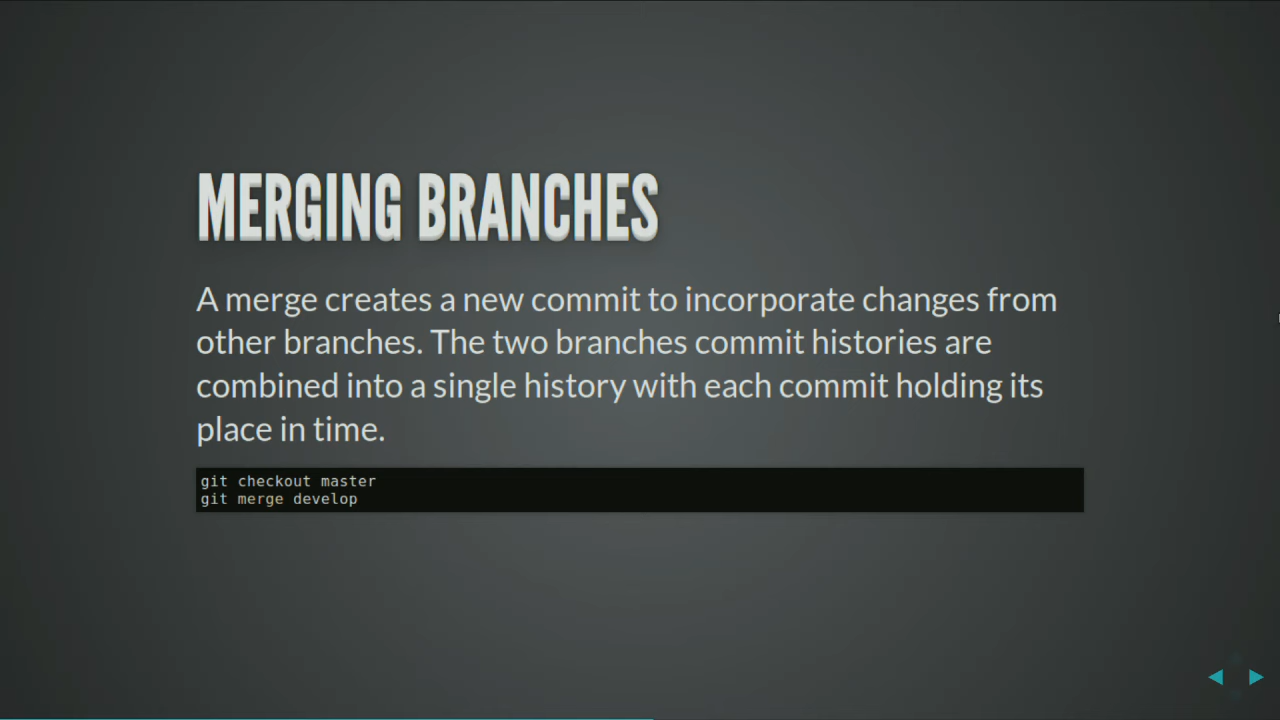 MERGING BRANCHES
A merge creates a new commit to incorporate changes from
other branches. The two branches commit histories are
combined into a single history with each commit holding its
place in time.
git checkout master
git merge develop